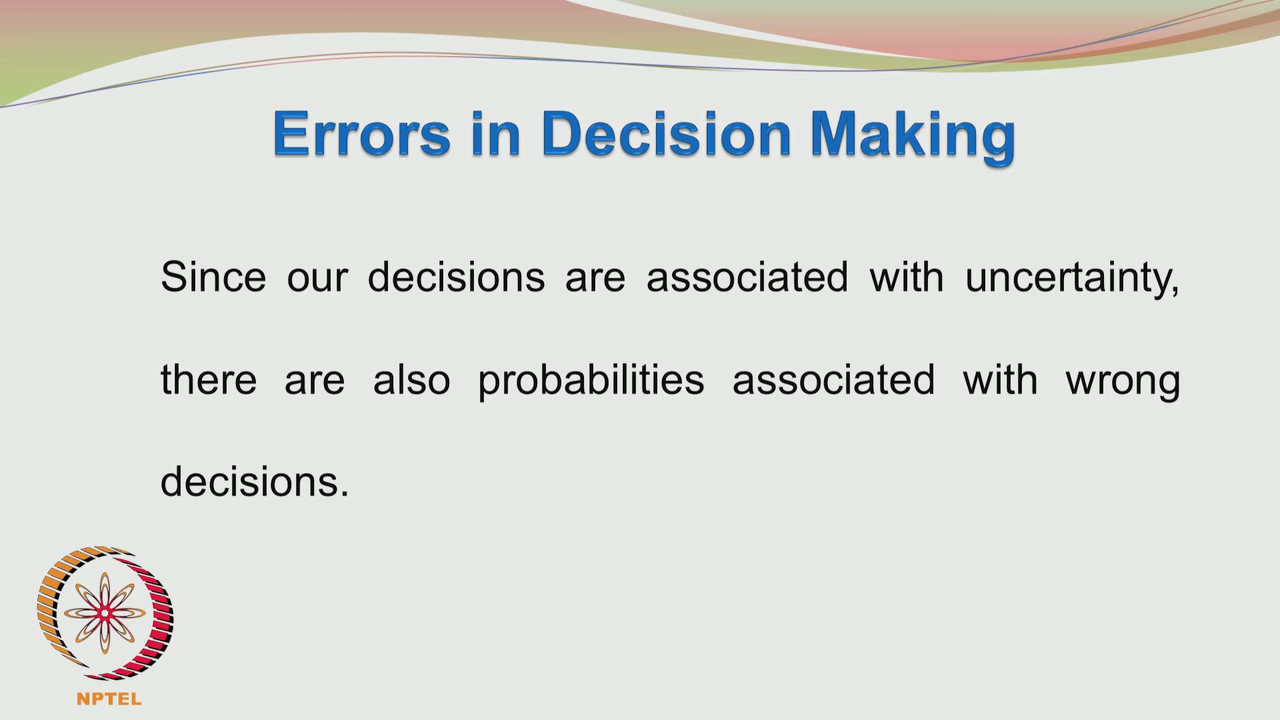 Errors in Decision Making
Since our decisions are associated with uncertainty,
there are also probabilities associated with wrong
decisions.
NPTEL